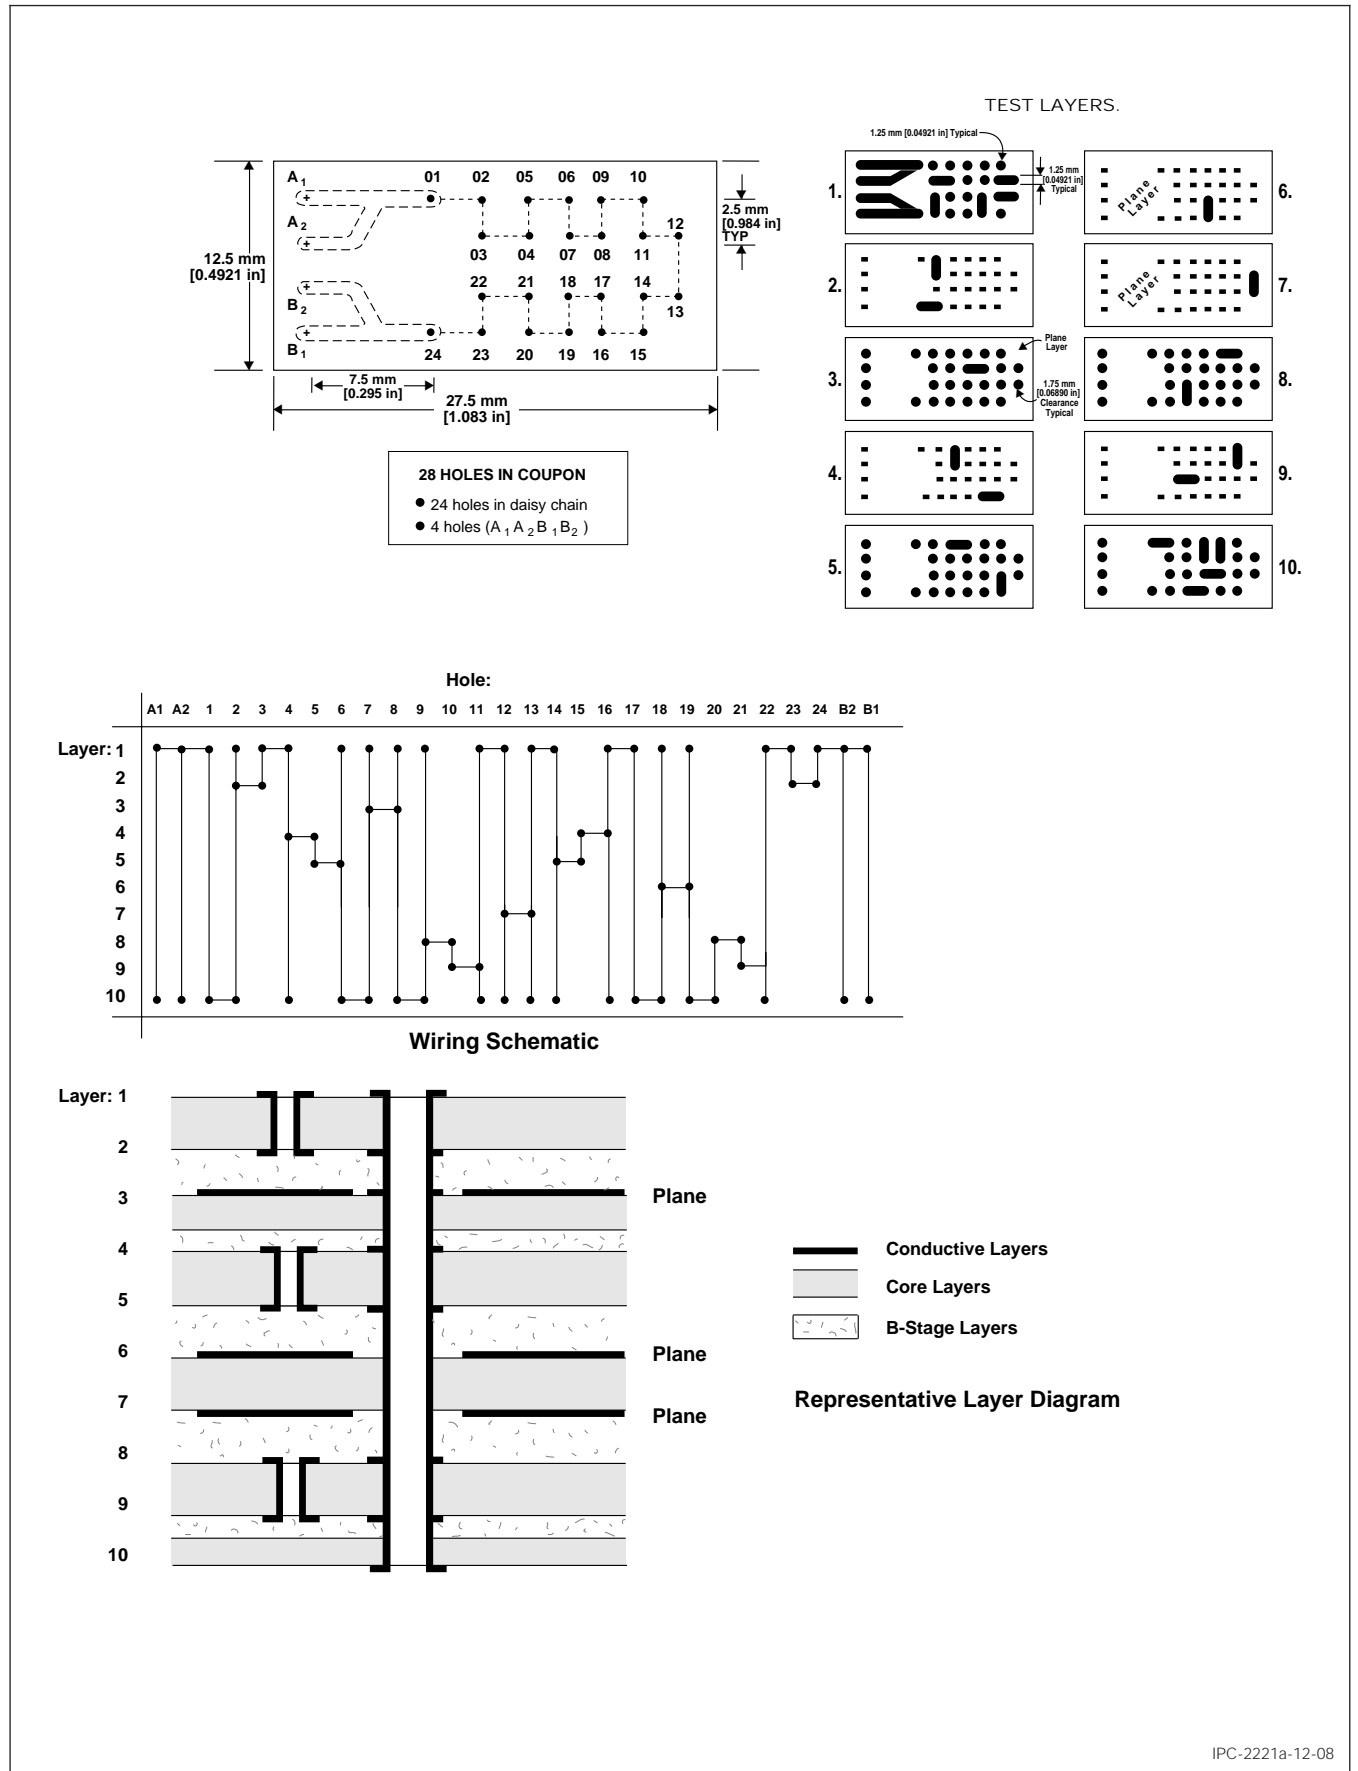 TEST LAYERS.
1.25 mm [0.04921 in] Typical
1.25 mm
[0.04921 in]
Typical
1.
2.
3.
4.
5.
6.
7.
8.
9.
10.
Plane
Layer
Plane
Layer
Plane
Layer
1.75 mm
[0.06890 in]
Clearance
Typical
A1
A2
B2
B1
01 02 05 06 09 10
12
03 04 07 08 11
22 21 18 17 14
13
24 23 20 19 16 15
12.5 mm
[0.4921 in]
2.5 mm
[0.984 in]
TYP
7.5 mm
[0.295 in]
27.5 mm
[1.083 in]
28 HOLES IN COUPON
● 24 holes in daisy chain
● 4 holes (A1 A2 B1 B2)
Hole:
A1 A2 1 2 3 4 5 6 7 8 9 10 11 12 13 14 15 16 17 18 19 20 21 22 23 24 B2 B1
Layer: 1
2
3
4
5
6
7
8
9
10
Wiring Schematic
Layer: 1
2
3
4
5
6
7
8
9
10
Plane
Plane
Plane
Conductive Layers
Core Layers
B-Stage Layers
Representative Layer Diagram
IPC-2221a-12-08